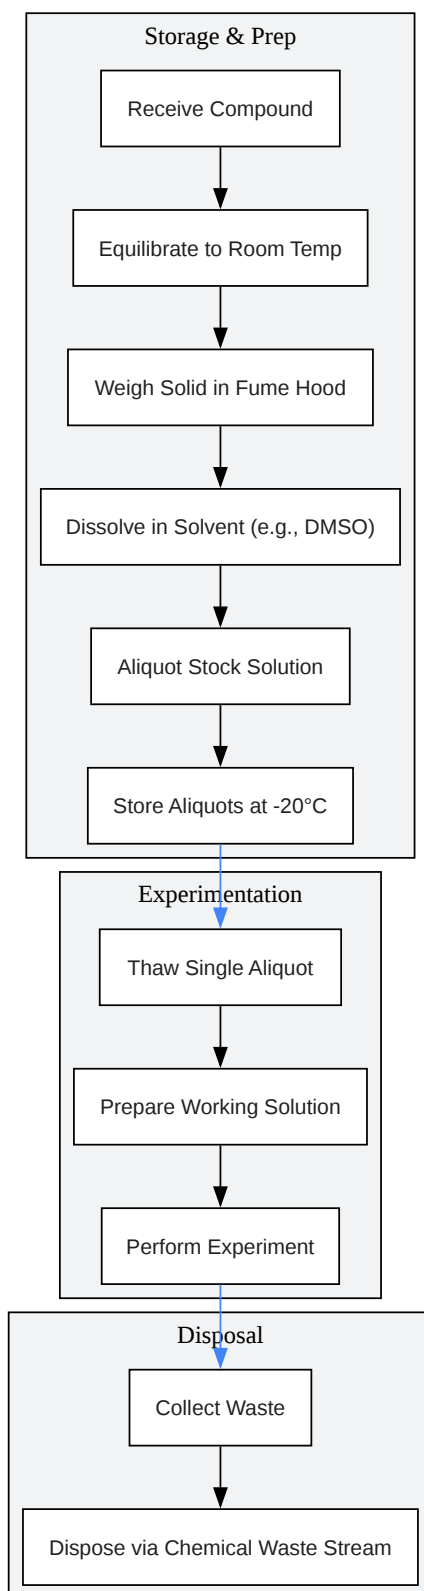 Storage & Prep
Receive Compound
Equilibrate to Room Temp
Weigh Solid in Fume Hood
Dissolve in Solvent (e.g., DMSO)
Aliquot Stock Solution
Store Aliquots at -20°C
Experimentation
Thaw Single Aliquot
Prepare Working Solution
Perform Experiment
Disposal
Collect Waste
Dispose via Chemical Waste Stream